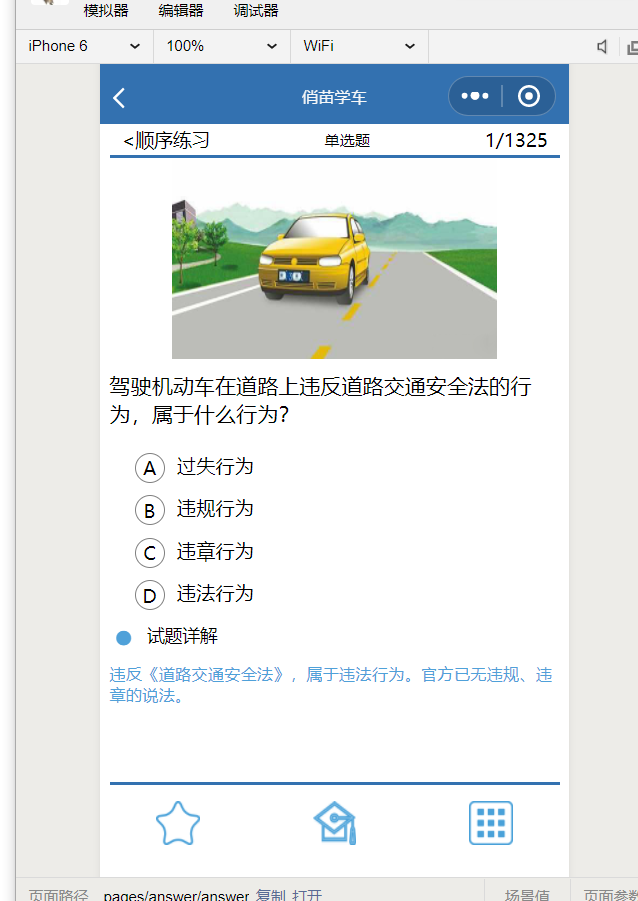 模拟器 编辑器 调试器
iPhone 6 100% WiFi
俏苗学车
<顺序练习 单选题 1/1325
驾驶机动车在道路上违反道路交通安全法的行
为，属于什么行为?
A 过失行为
B 违规行为
C 违章行为
D 违法行为
试题详解
违反《道路交通安全法》，属于违法行为。官方已无违规、违
章的说法。
页面路径 pages/answer/answer 复制 打开 场景值 页面参数